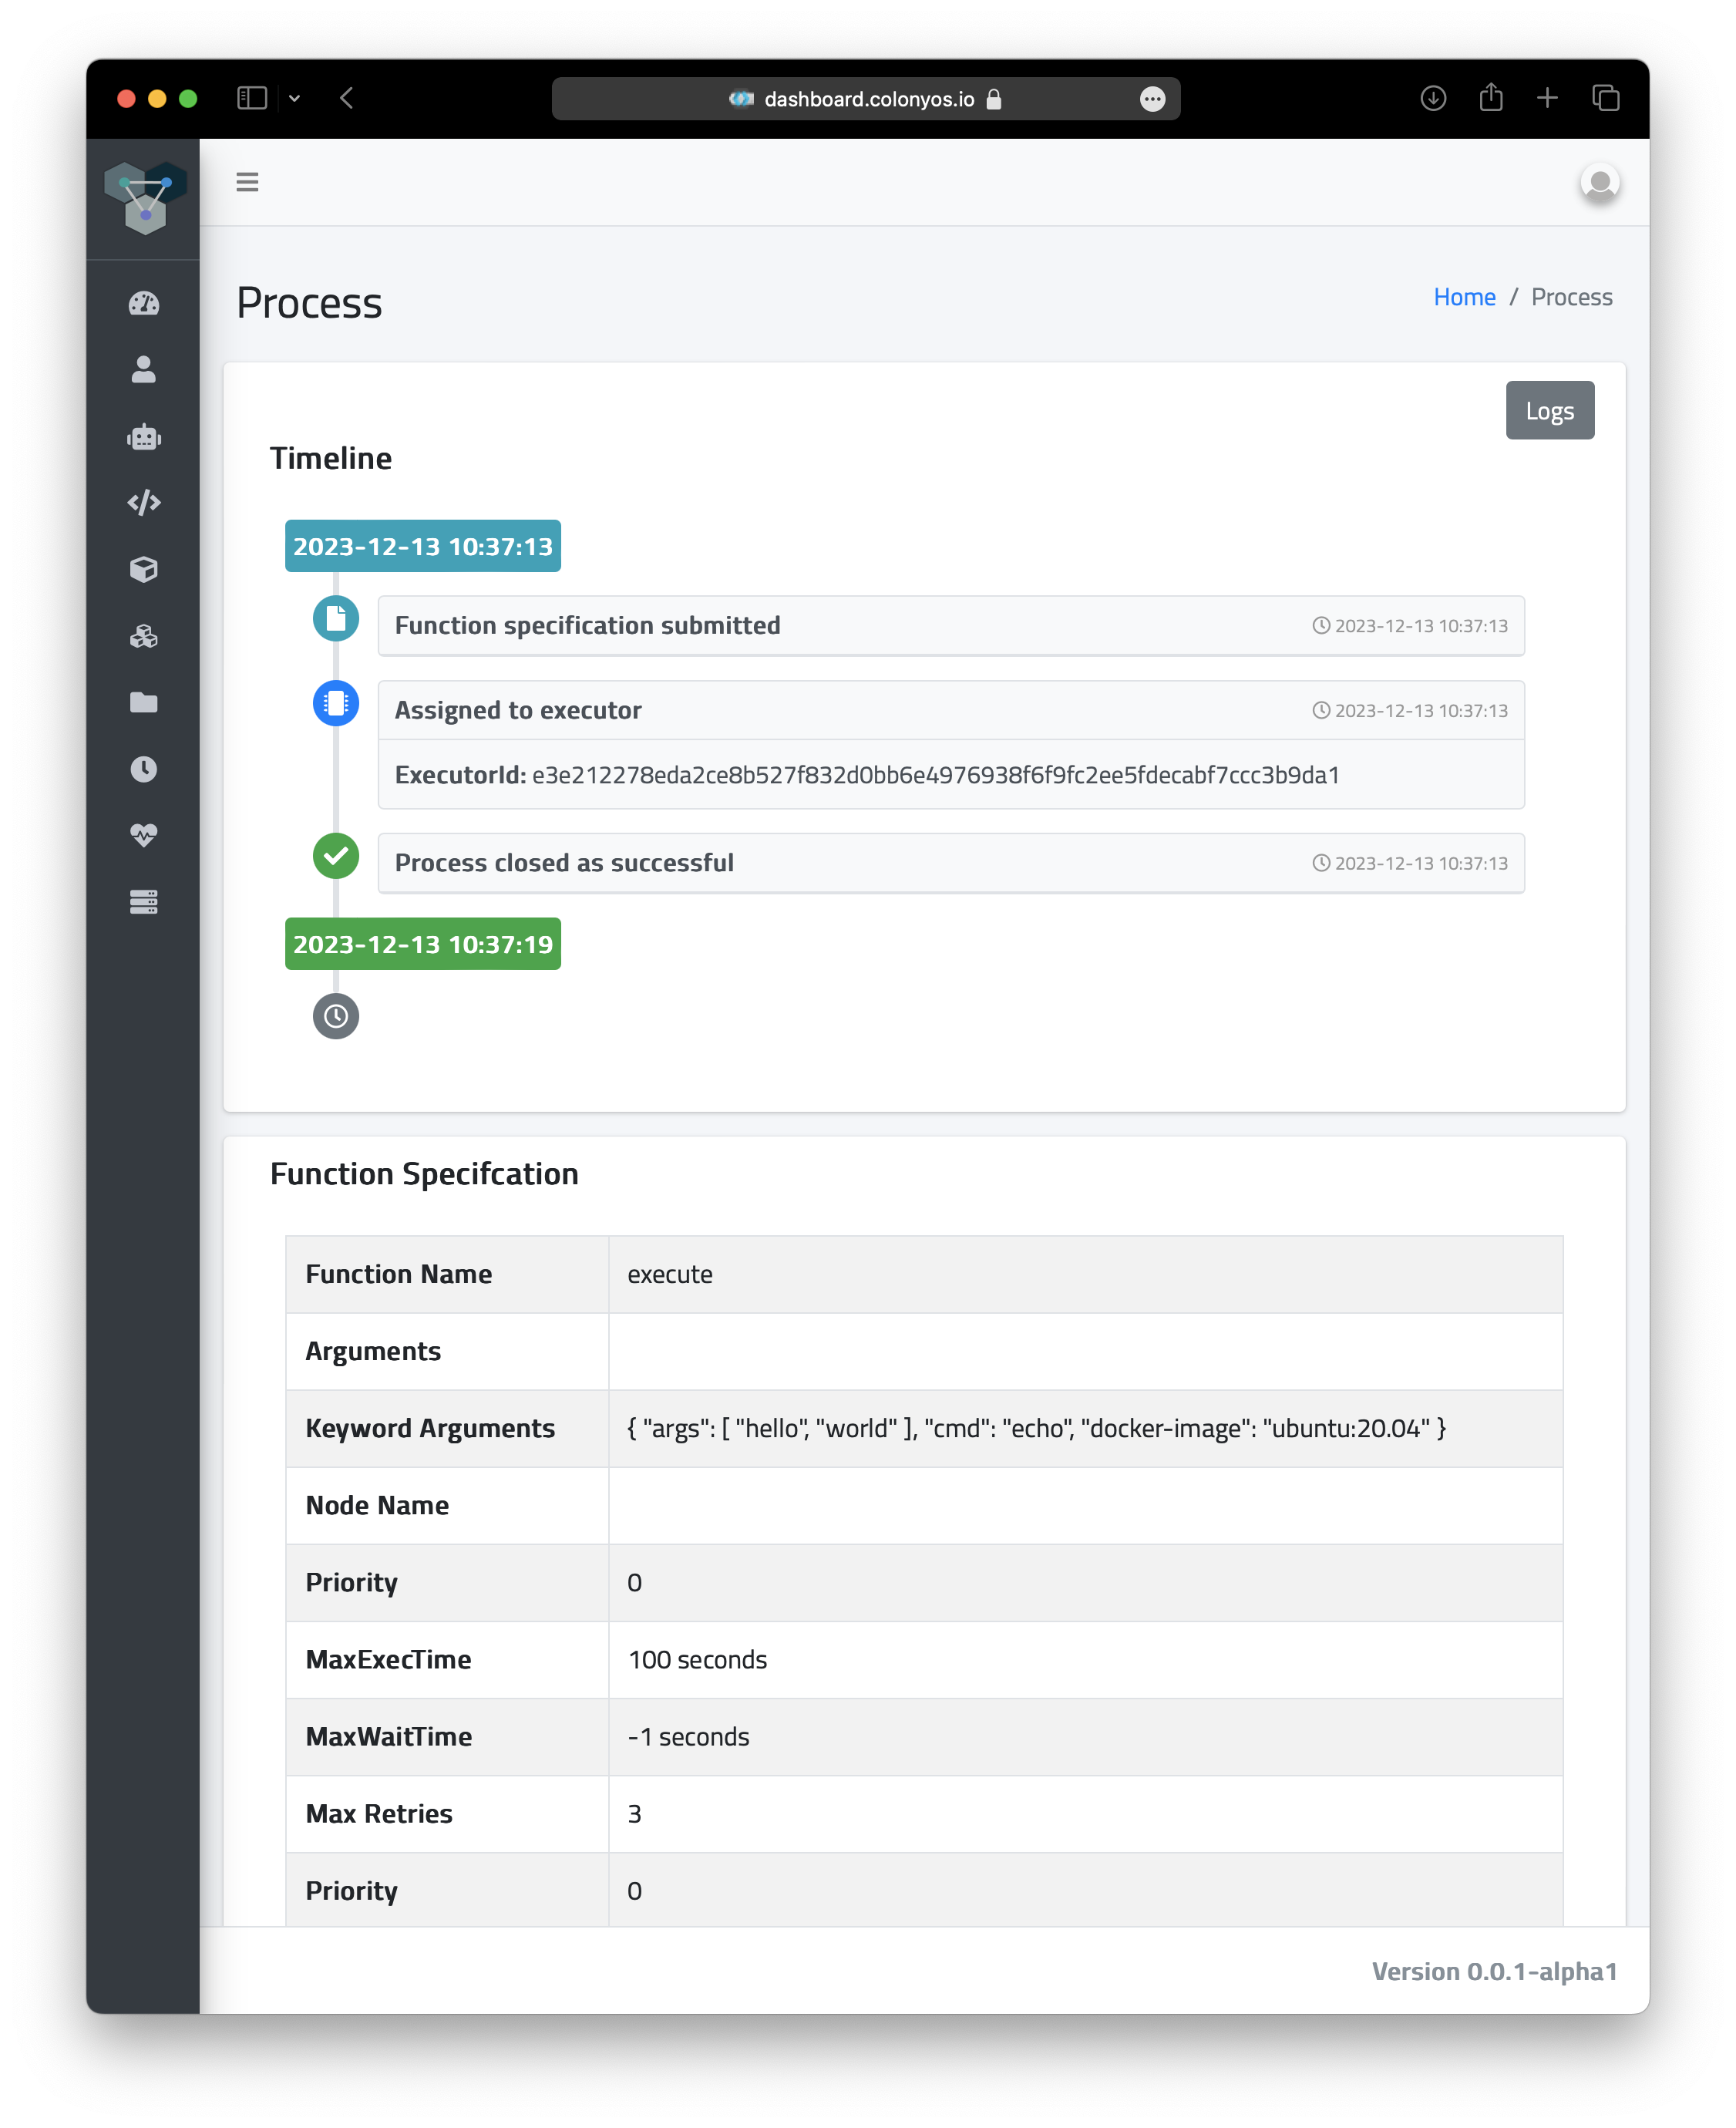 dashboard.colonyos.io
Process
Home / Process
Logs
Timeline
2023-12-13 10:37:13
Function specification submitted 2023-12-13 10:37:13
Assigned to executor 2023-12-13 10:37:13
ExecutorId: e3e212278eda2ce8b527f832d0bb6e4976938f6f9fc2ee5fdecabf7ccc3b9da1
Process closed as successful 2023-12-13 10:37:13
2023-12-13 10:37:19
Function Specifcation
Function Name execute
Arguments
Keyword Arguments { "args": [ "hello", "world" ], "cmd": "echo", "docker-image": "ubuntu:20.04" }
Node Name
Priority 0
MaxExecTime 100 seconds
MaxWaitTime -1 seconds
Max Retries 3
Priority 0
Version 0.0.1-alpha1